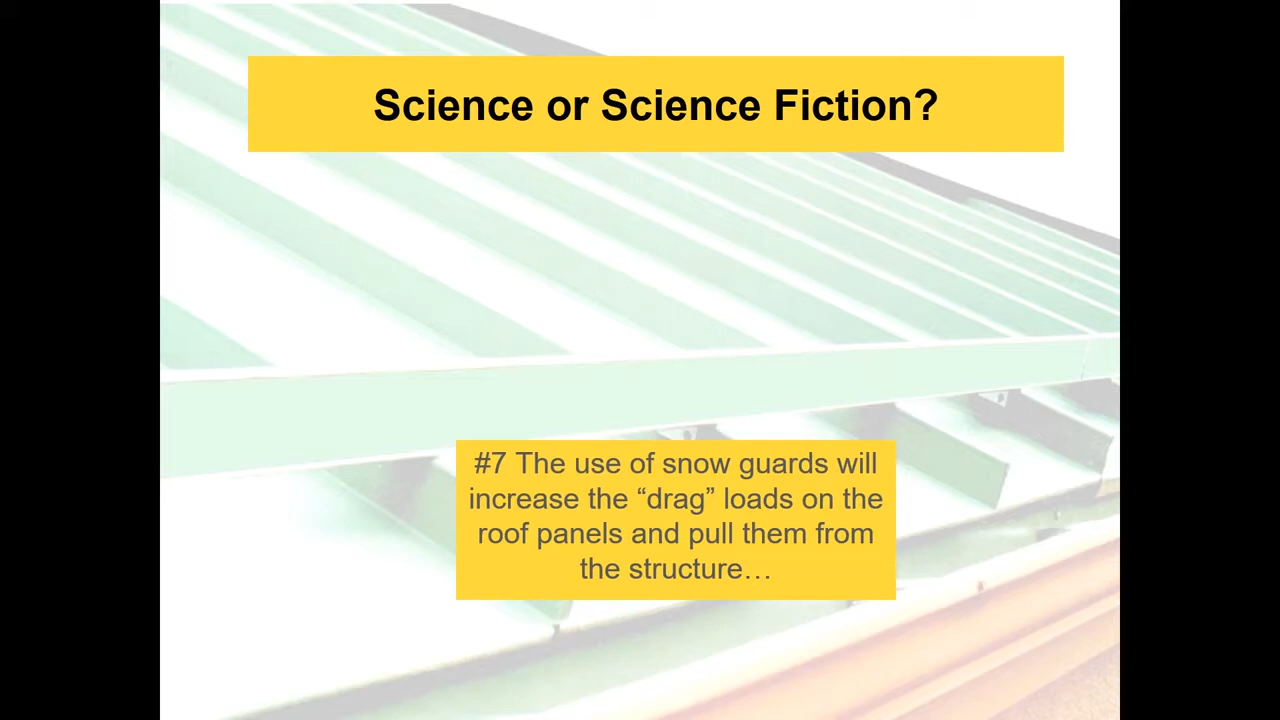 Science or Science Fiction?
#7 The use of snow guards will
increase the “drag” loads on the
roof panels and pull them from
the structure…